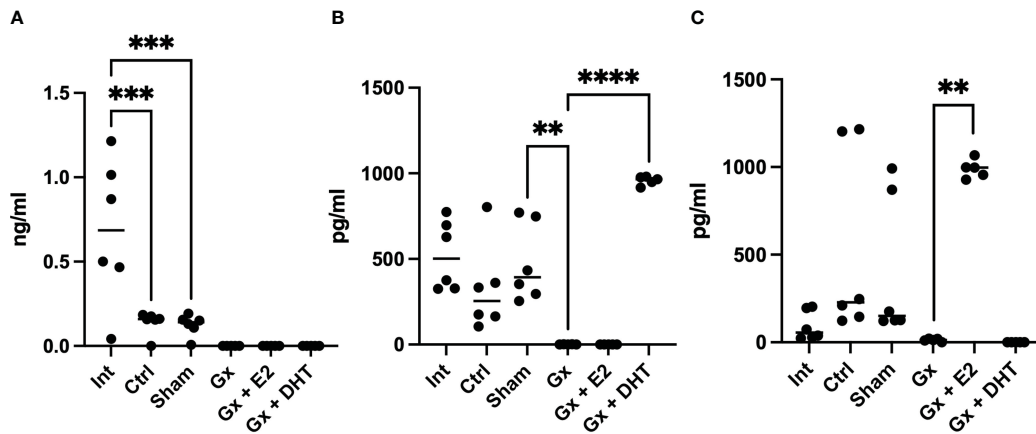 A
***
***
1.5
1.0
0.5
0.0
ng/ml
Int
Ctrl
Sham
Gx
Gx + E2
Gx + DHT
B
****
**
1500
1000
500
0
pg/ml
Int
Ctrl
Sham
Gx
Gx + E2
Gx + DHT
C
**
1500
1000
500
0
pg/ml
Int
Ctrl
Sham
Gx
Gx + E2
Gx + DHT